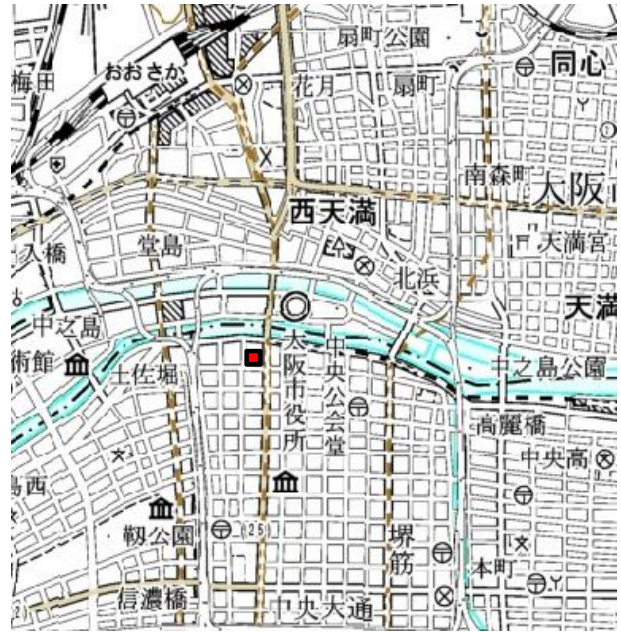 扇町公園
同心
おおさか
梅田
花月
扇町
南森町
大阪
西天満
入橋
堂島
天満宮
北浜
天満
中之島
術館
土佐堀
大阪市役所
中央公会堂
中之島公園
高麗橋
中央高
島西
靱公園
(25)
堺筋
本町
信濃橋
中央大通
2)